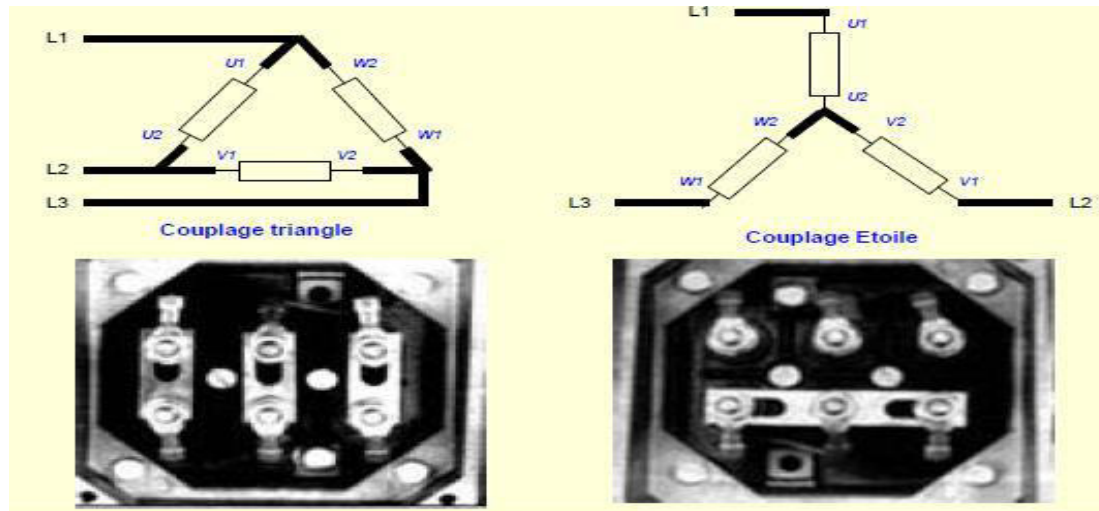 L1
U1
W2
U2
W1
L2
V1
V2
L3
Couplage triangle
L1
U1
U2
W2
V2
W1
V1
L3
L2
Couplage Etoile